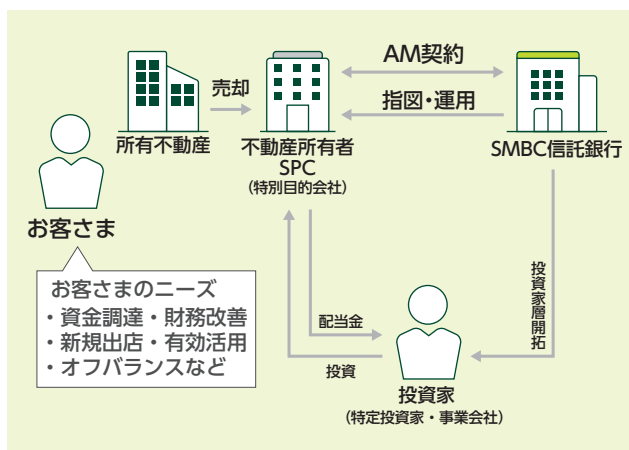 AM契約
売却
指図・運用
所有不動産
不動産所有者
SPC
(特別目的会社)
SMBC信託銀行
お客さま
お客さまのニーズ
・資金調達・財務改善
・新規出店・有効活用
・オフバランスなど
配当金
投資
投資家層開拓
投資家
(特定投資家・事業会社)